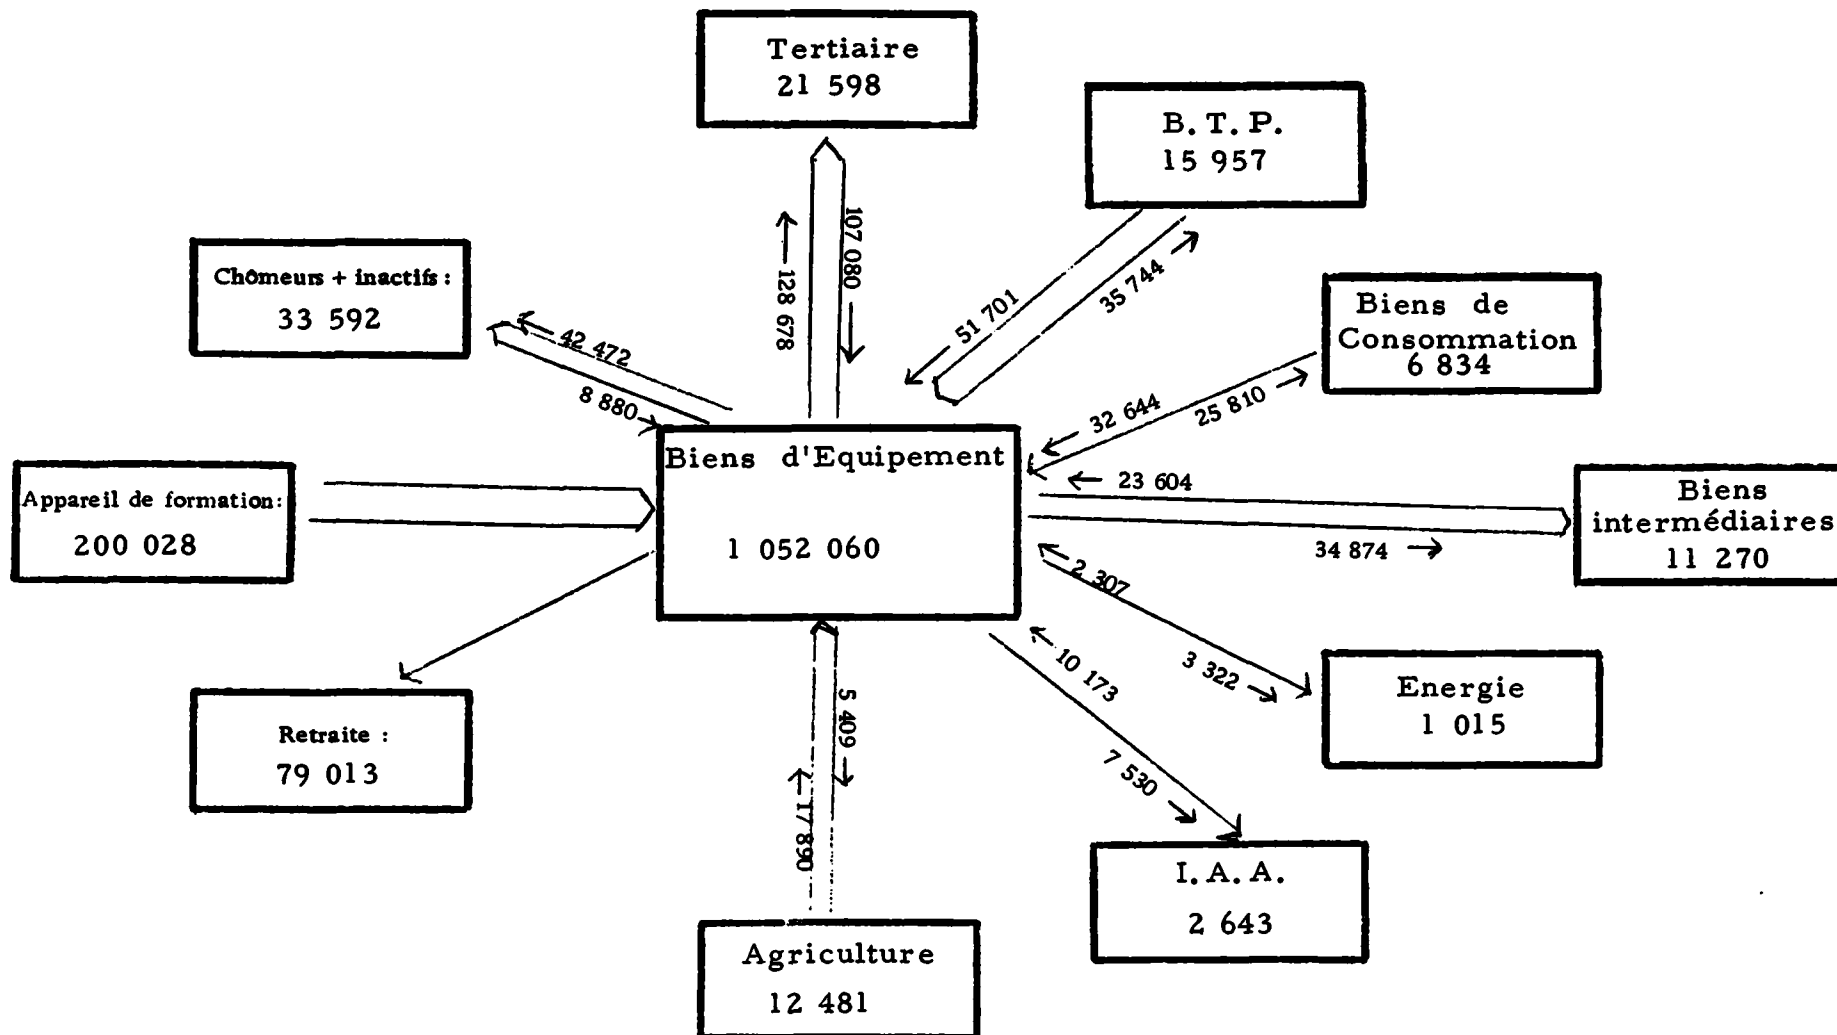 Tertiaire
21 598
B. T. P.
15 957
107 080
128 678
51 701
35 744
Chômeurs + inactifs :
33 592
42 472
8 880
Biens de
Consommation
6 834
32 644
25 810
Biens d'Equipement
1 052 060
Appareil de formation:
200 028
23 604
34 874
Biens
intermédiaires
11 270
2 307
3 322
Energie
1 015
10 173
7 530
Retraite :
79 013
5 409
17 890
I. A. A.
2 643
Agriculture
12 481